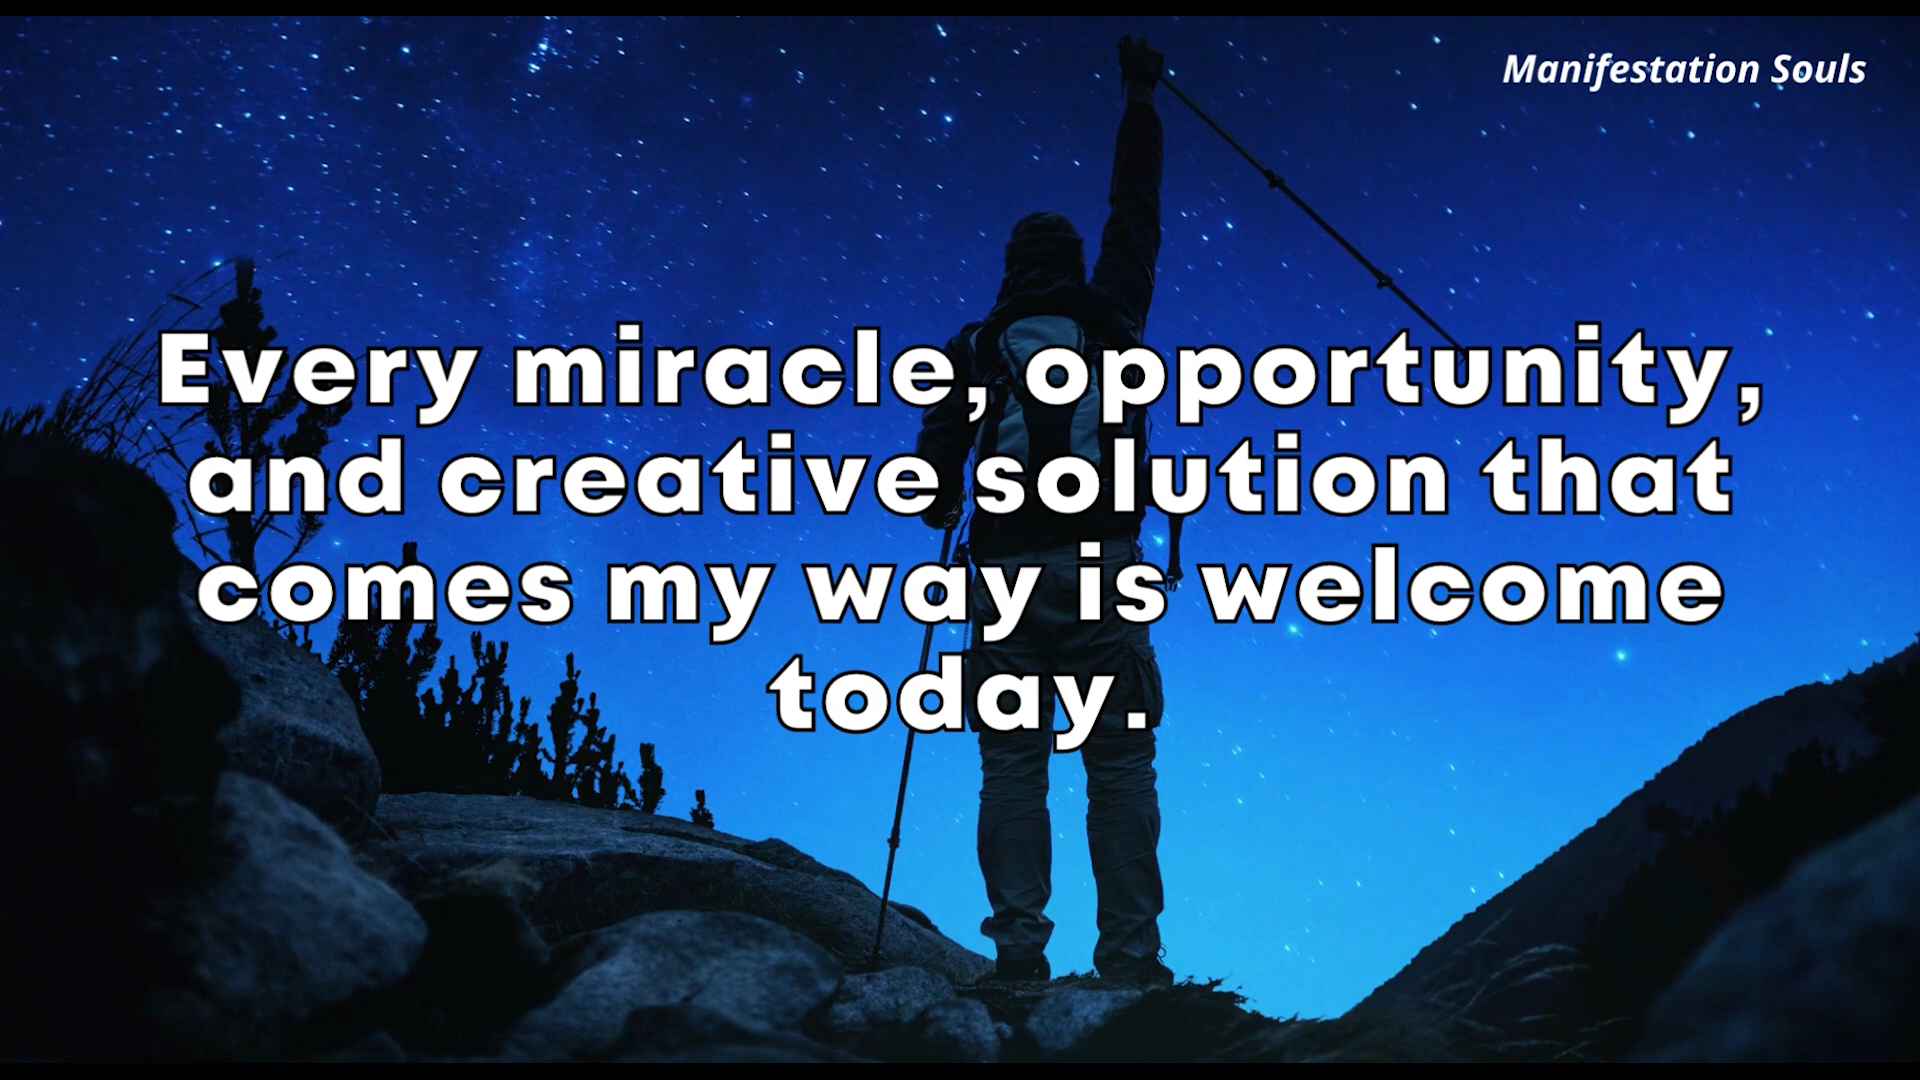 Manifestation Souls
Every miracle, opportunity,
and creative solution that
comes my way is welcome
today.